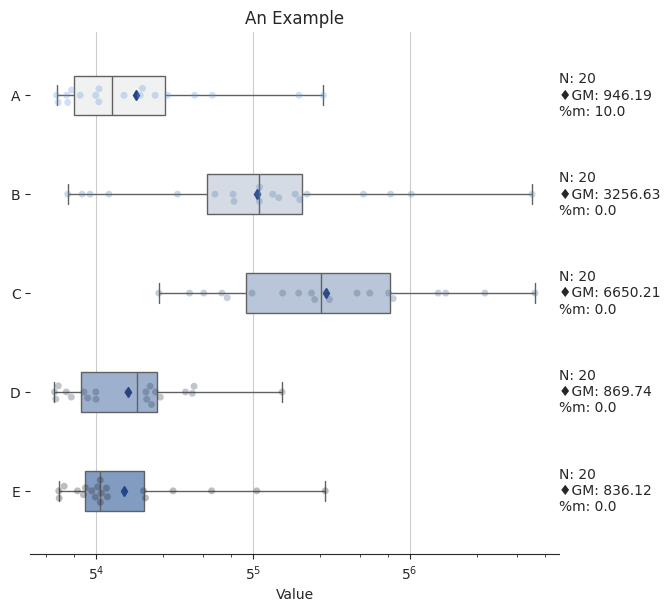 An Example
A
N: 20
♦GM: 946.19
%m: 10.0
B
N: 20
♦GM: 3256.63
%m: 0.0
C
N: 20
♦GM: 6650.21
%m: 0.0
D
N: 20
♦GM: 869.74
%m: 0.0
E
N: 20
♦GM: 836.12
%m: 0.0
5⁴ 5⁵ 5⁶
Value